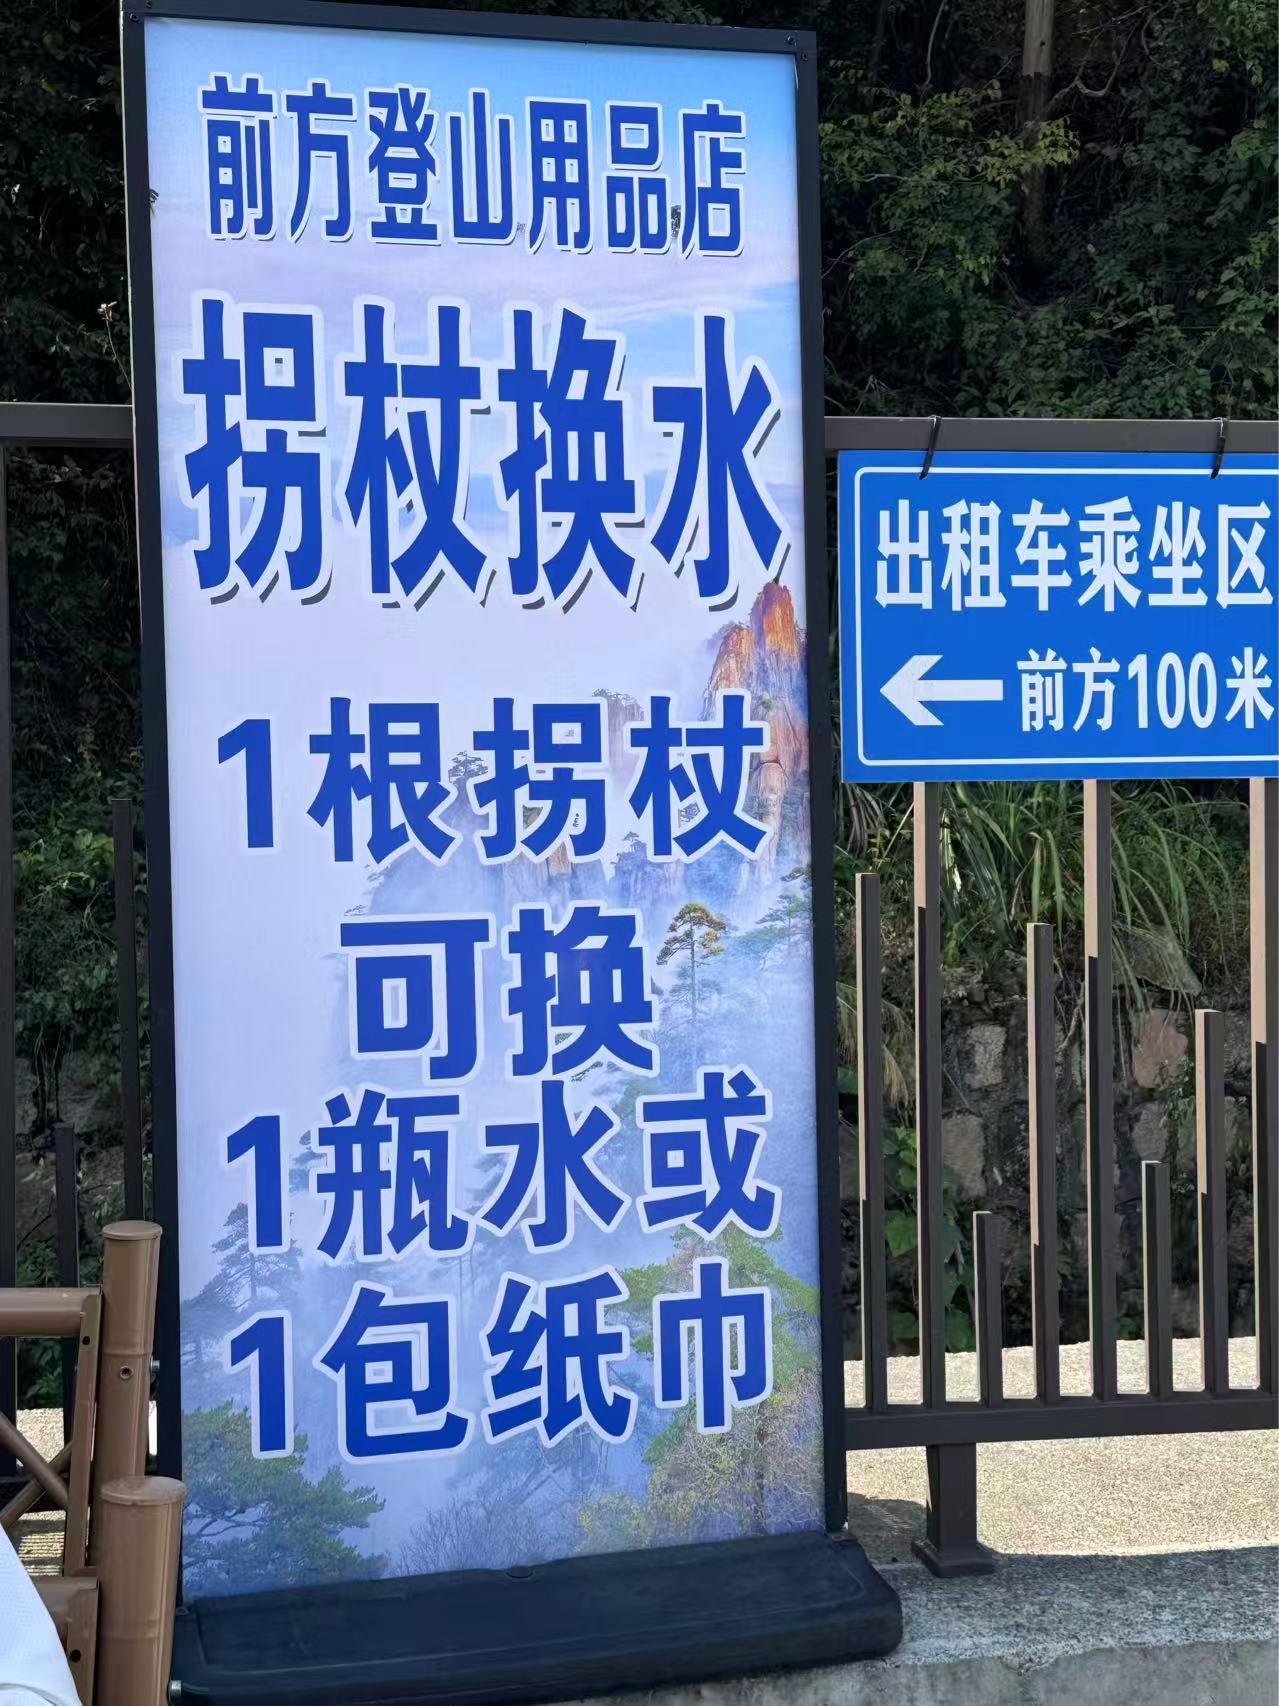 前方登山用品店
拐杖换水
1根拐杖
可换
1瓶水或
1包纸巾
出租车乘坐区
前方100米